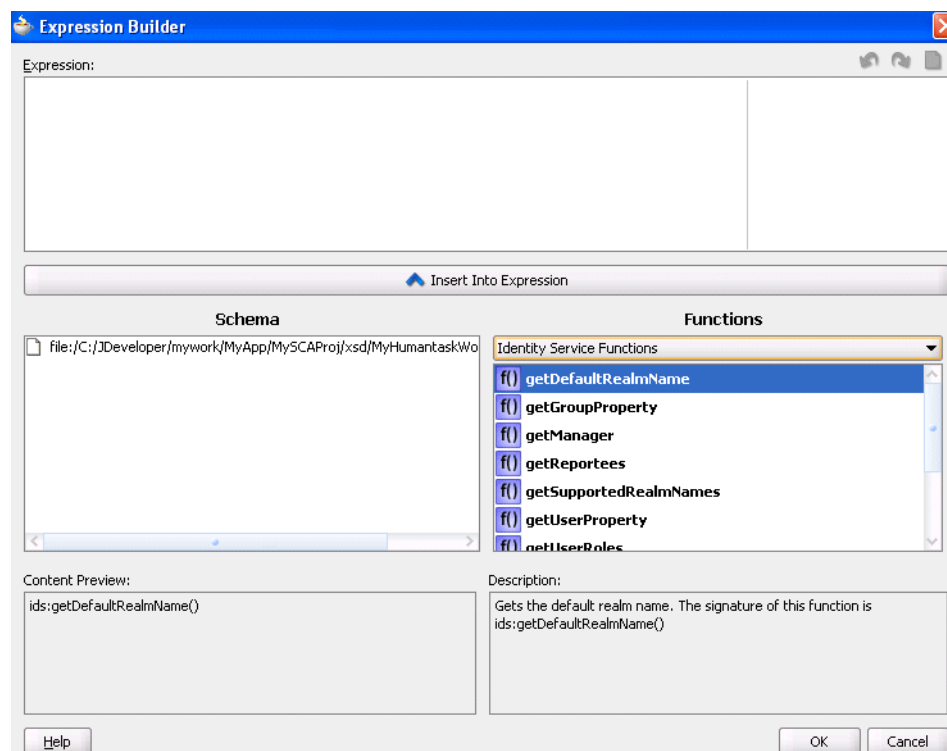 Expression Builder
Expression:
Insert Into Expression
Schema
Functions
file:/C:/JDeveloper/mywork/MyApp/MySCAProj/xsd/MyHumantaskWo
Identity Service Functions
f() getDefaultRealmName
f() getGroupProperty
f() getManager
f() getReportees
f() getSupportedRealmNames
f() getUserProperty
f() getUserRoles
Content Preview:
Description:
ids:getDefaultRealmName()
Gets the default realm name. The signature of this function is
ids:getDefaultRealmName()
Help
OK
Cancel